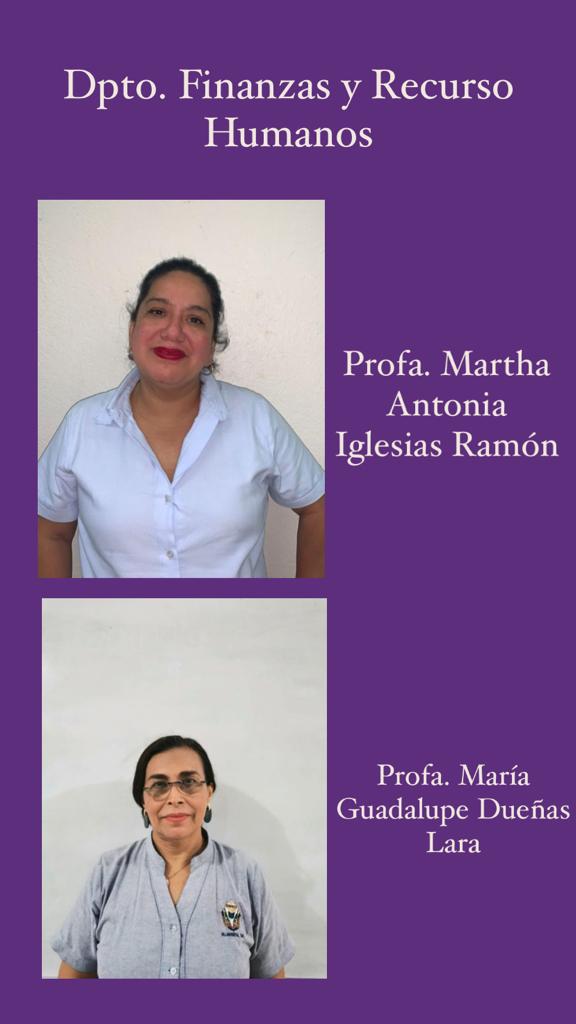 Dpto. Finanzas y Recurso
Humanos
Profa. Martha
Antonia
Iglesias Ramón
Profa. María
Guadalupe Dueñas
Lara